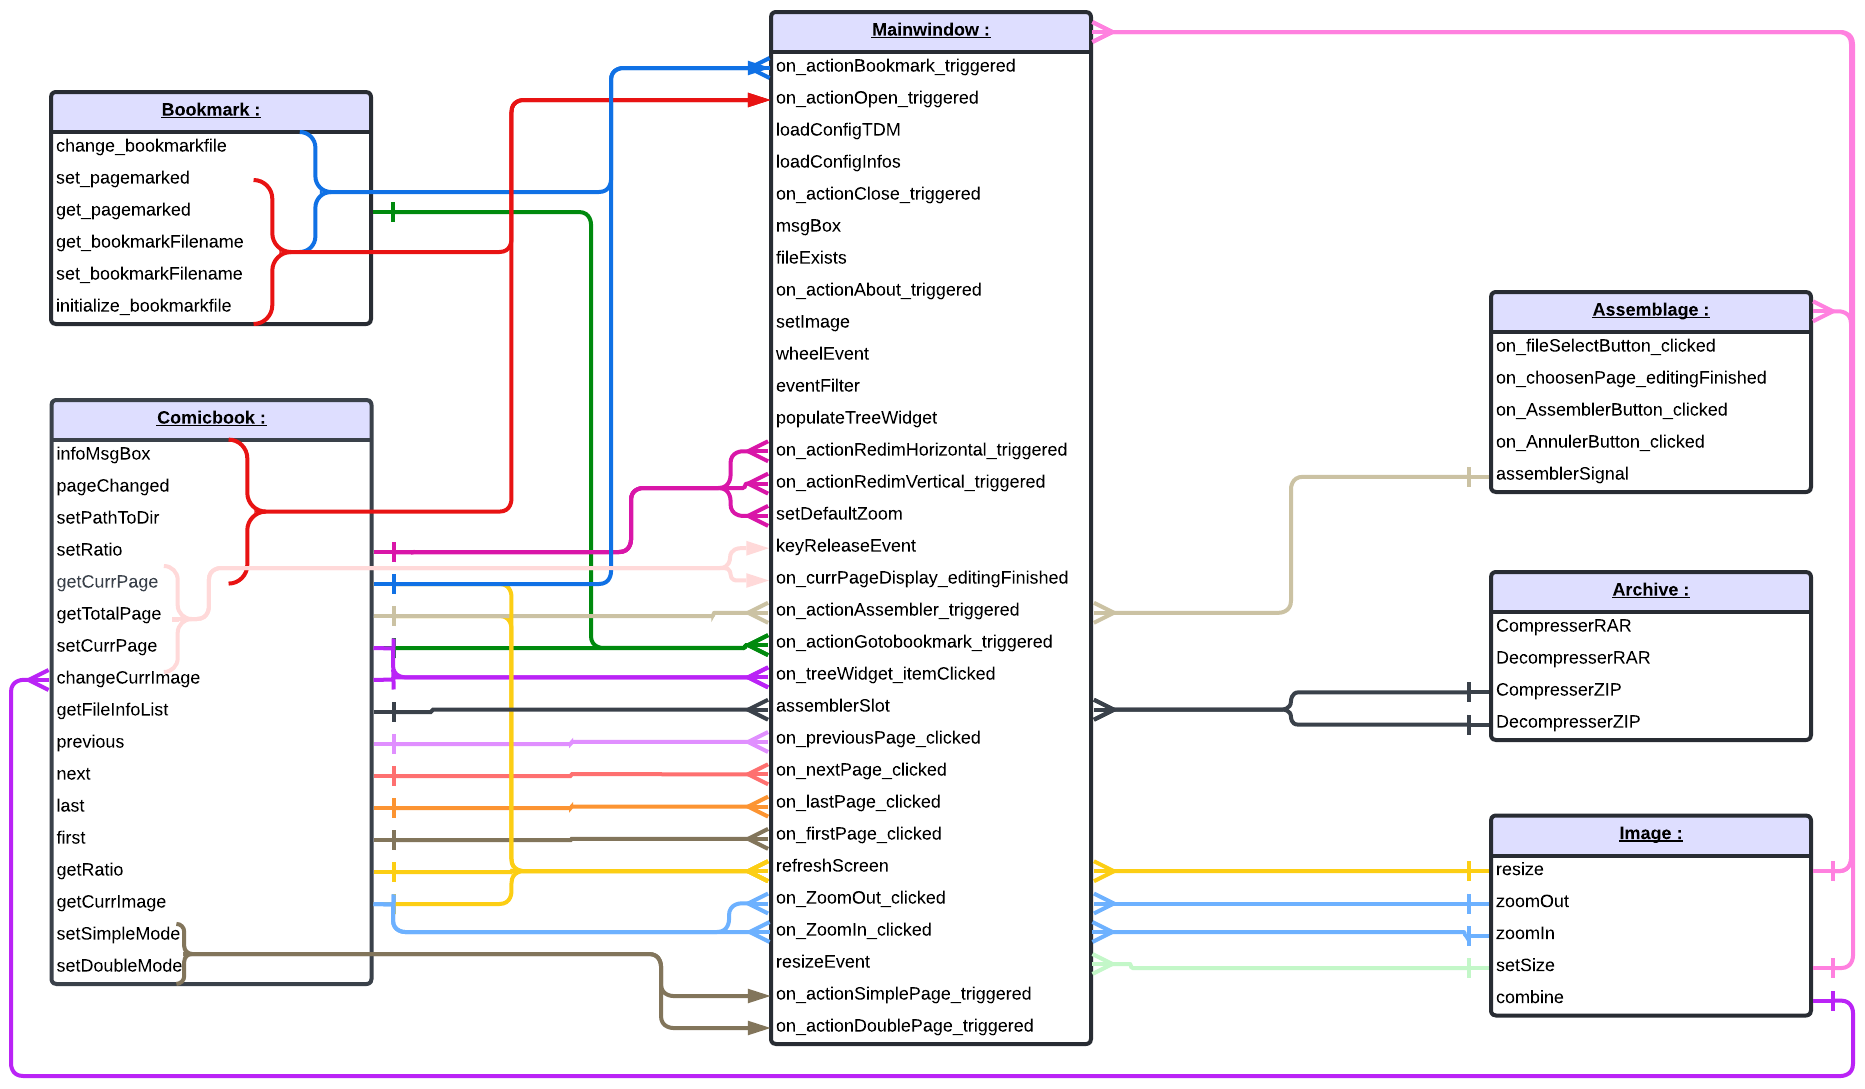 Bookmark :
change_bookmarkfile
set_pagemarked
get_pagemarked
get_bookmarkFilename
set_bookmarkFilename
initialize_bookmarkfile
Comicbook :
infoMsgBox
pageChanged
setPathToDir
setRatio
getCurrPage
getTotalPage
setCurrPage
changeCurrImage
getFileInfoList
previous
next
last
first
getRatio
getCurrImage
setSimpleMode
setDoubleMode
Mainwindow :
on_actionBookmark_triggered
on_actionOpen_triggered
loadConfigTDM
loadConfigInfos
on_actionClose_triggered
msgBox
fileExists
on_actionAbout_triggered
setImage
wheelEvent
eventFilter
populateTreeWidget
on_actionRedimHorizontal_triggered
on_actionRedimVertical_triggered
setDefaultZoom
keyReleaseEvent
on_currPageDisplay_editingFinished
on_actionAssembler_triggered
on_actionGotobookmark_triggered
on_treeWidget_itemClicked
assemblerSlot
on_previousPage_clicked
on_nextPage_clicked
on_lastPage_clicked
on_firstPage_clicked
refreshScreen
on_ZoomOut_clicked
on_ZoomIn_clicked
resizeEvent
on_actionSimplePage_triggered
on_actionDoublePage_triggered
Assemblage :
on_fileSelectButton_clicked
on_choosenPage_editingFinished
on_AssemblerButton_clicked
on_AnnulerButton_clicked
assemblerSignal
Archive :
CompresserRAR
DecompresserRAR
CompresserZIP
DecompresserZIP
Image :
resize
zoomOut
zoomIn
setSize
combine